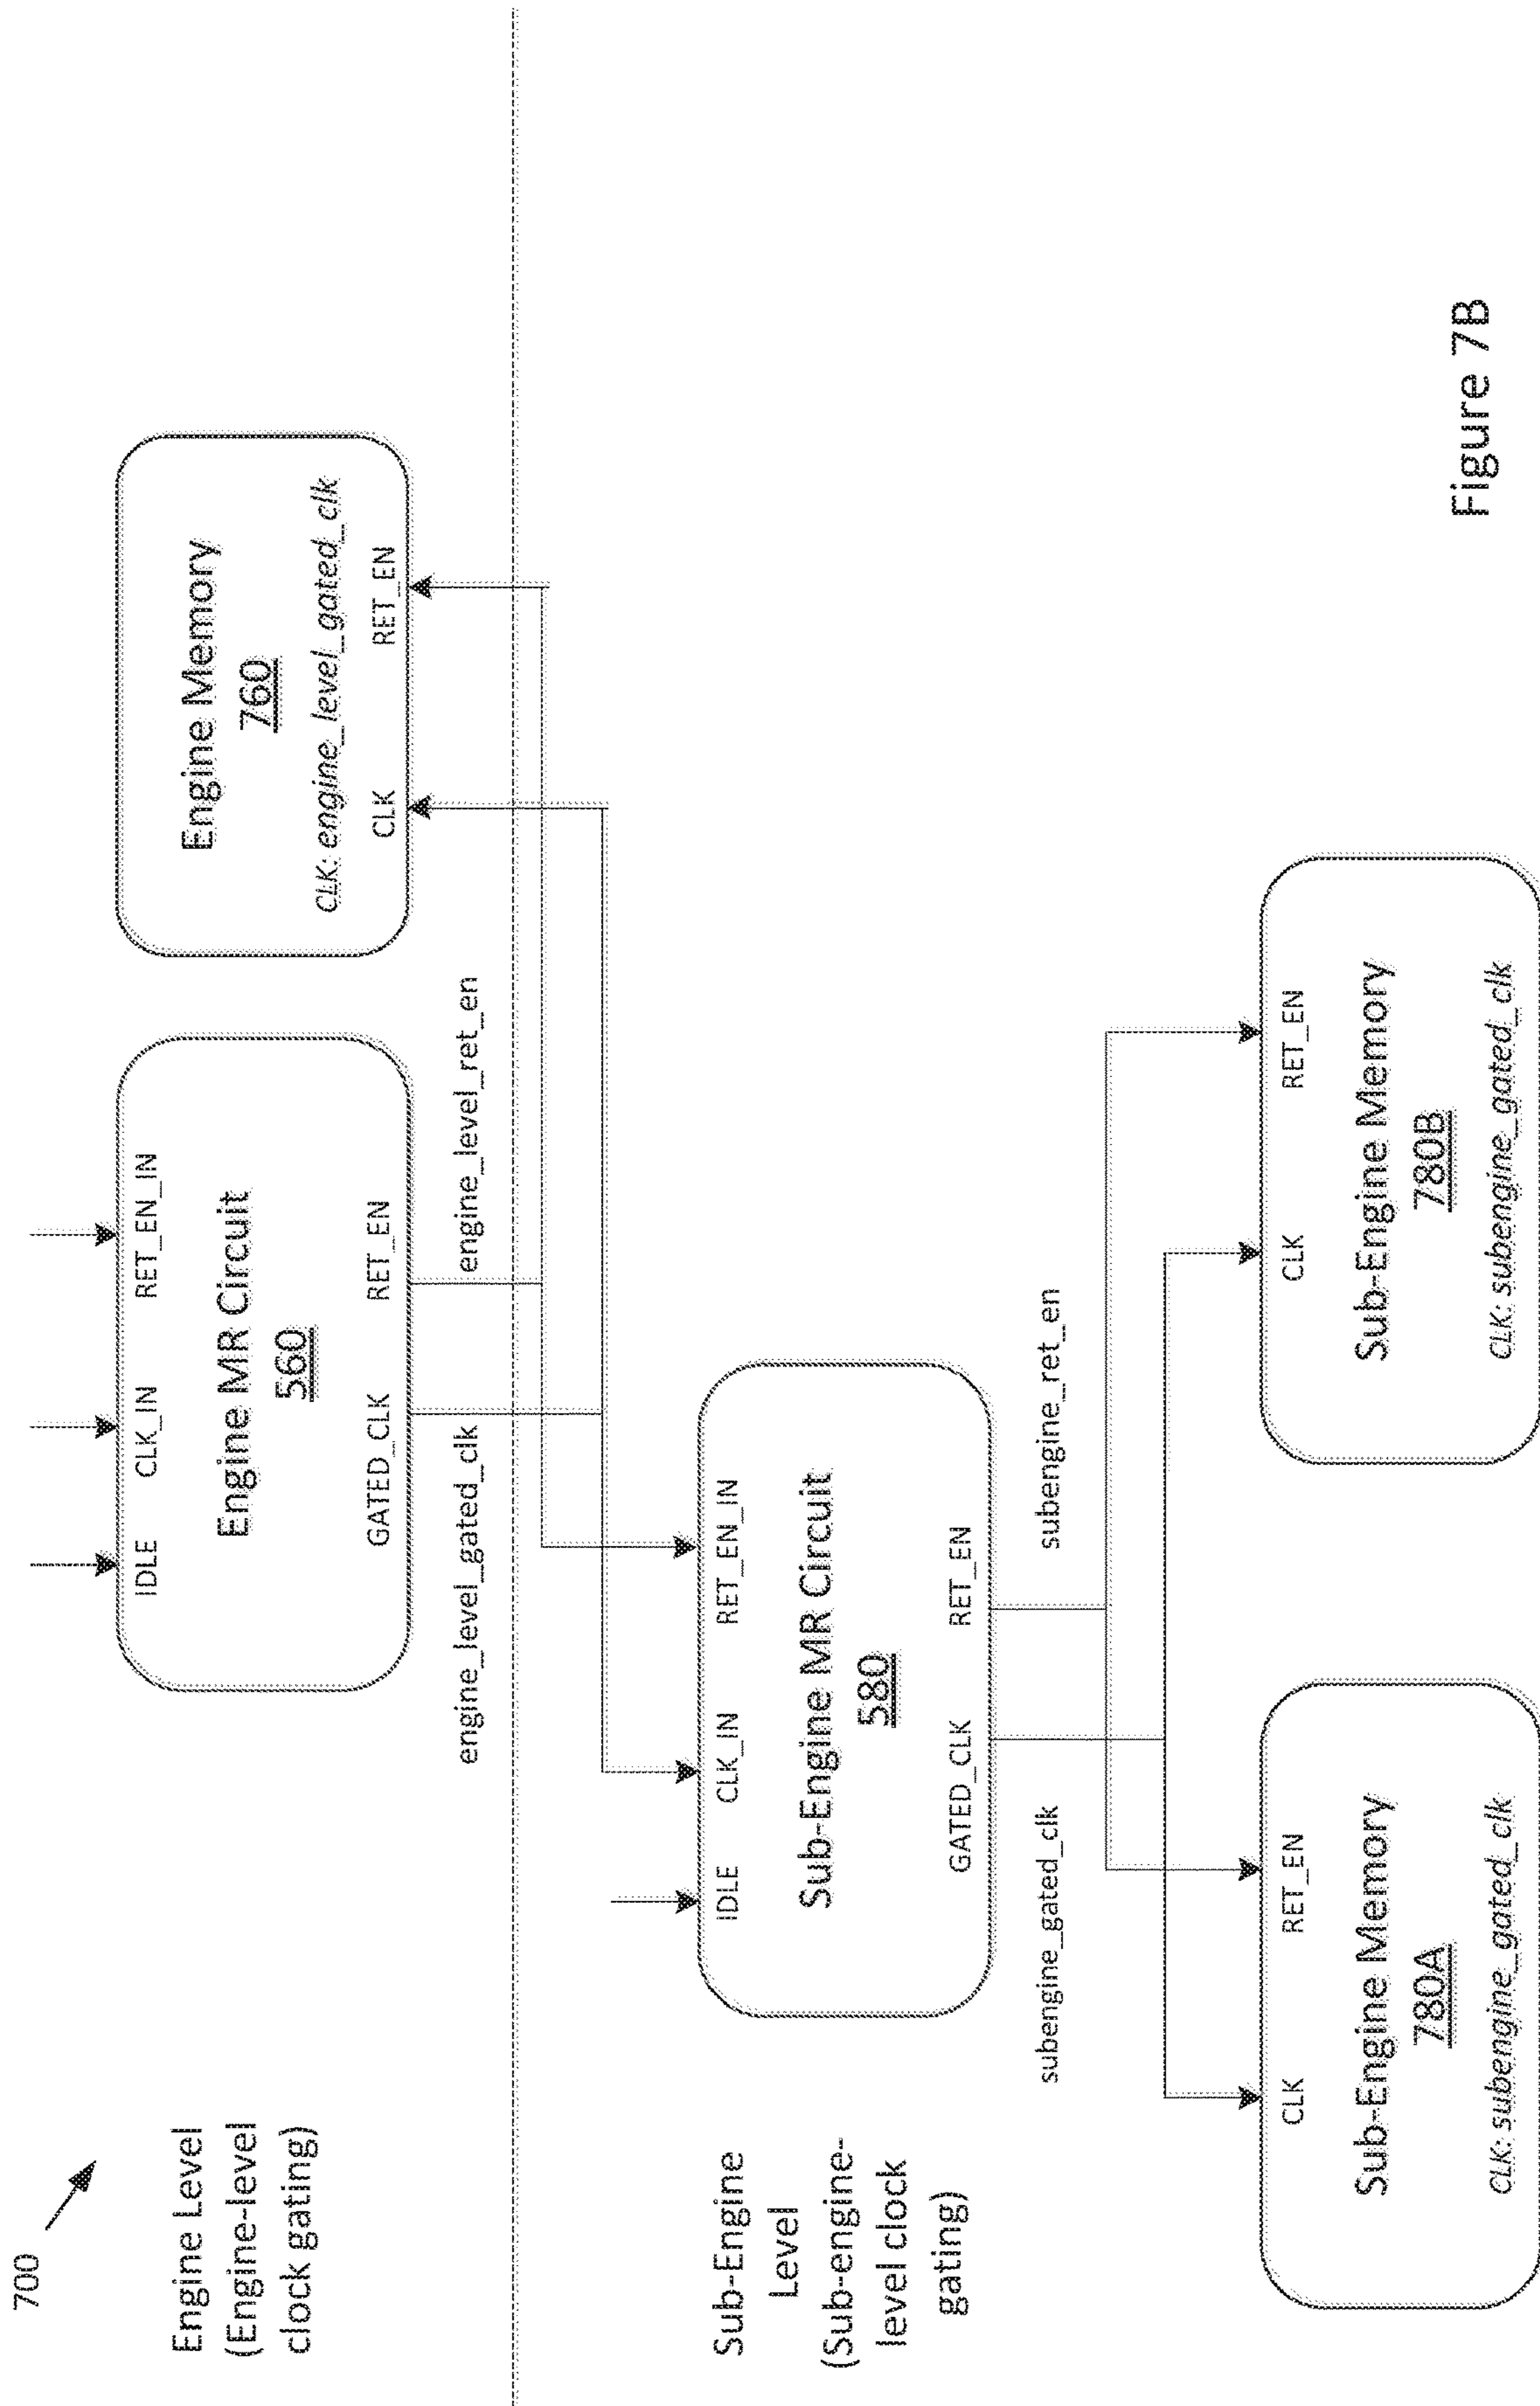 700
Engine Level
(Engine-level
clock gating)
IDLE CLK_IN RET_EN_IN
Engine MR Circuit
560
GATED_CLK RET_EN
Engine Memory
760
CLK: engine_level_gated_clk
CLK RET_EN
engine_level_gated_clk
engine_level_ret_en
Sub-Engine
Level
(Sub-engine-
level clock
gating)
IDLE CLK_IN RET_EN_IN
Sub-Engine MR Circuit
580
GATED_CLK RET_EN
subengine_gated_clk
subengine_ret_en
CLK RET_EN
Sub-Engine Memory
780A
CLK: subengine_gated_clk
CLK RET_EN
Sub-Engine Memory
780B
CLK: subengine_gated_clk
Figure 7B